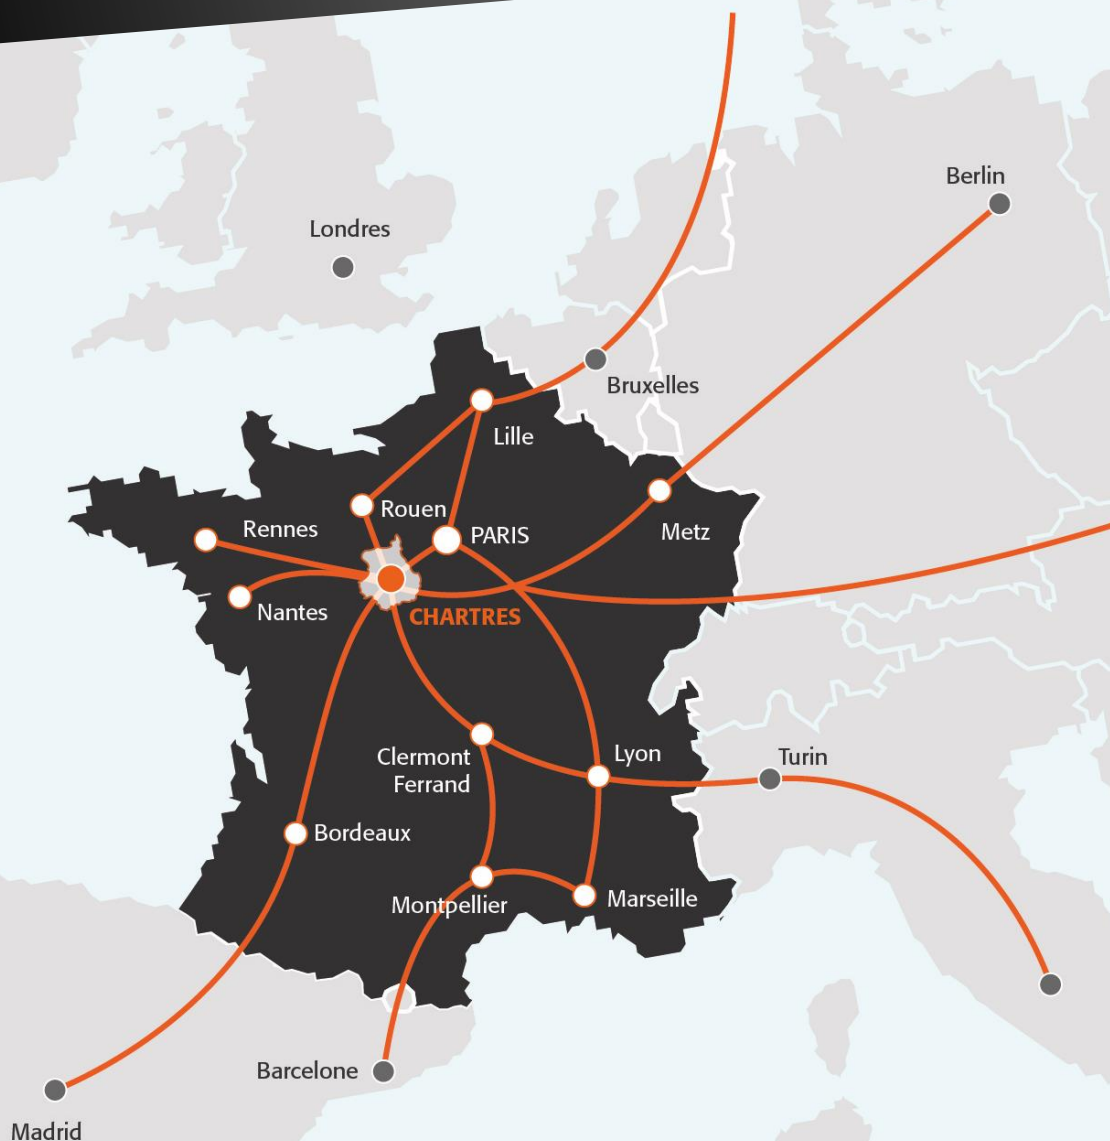 Berlin
Londres
Bruxelles
Lille
Rouen
Rennes
PARIS
Metz
Nantes
CHARTRES
Clermont
Ferrand
Lyon
Turin
Bordeaux
Montpellier
Marseille
Barcelone
Madrid